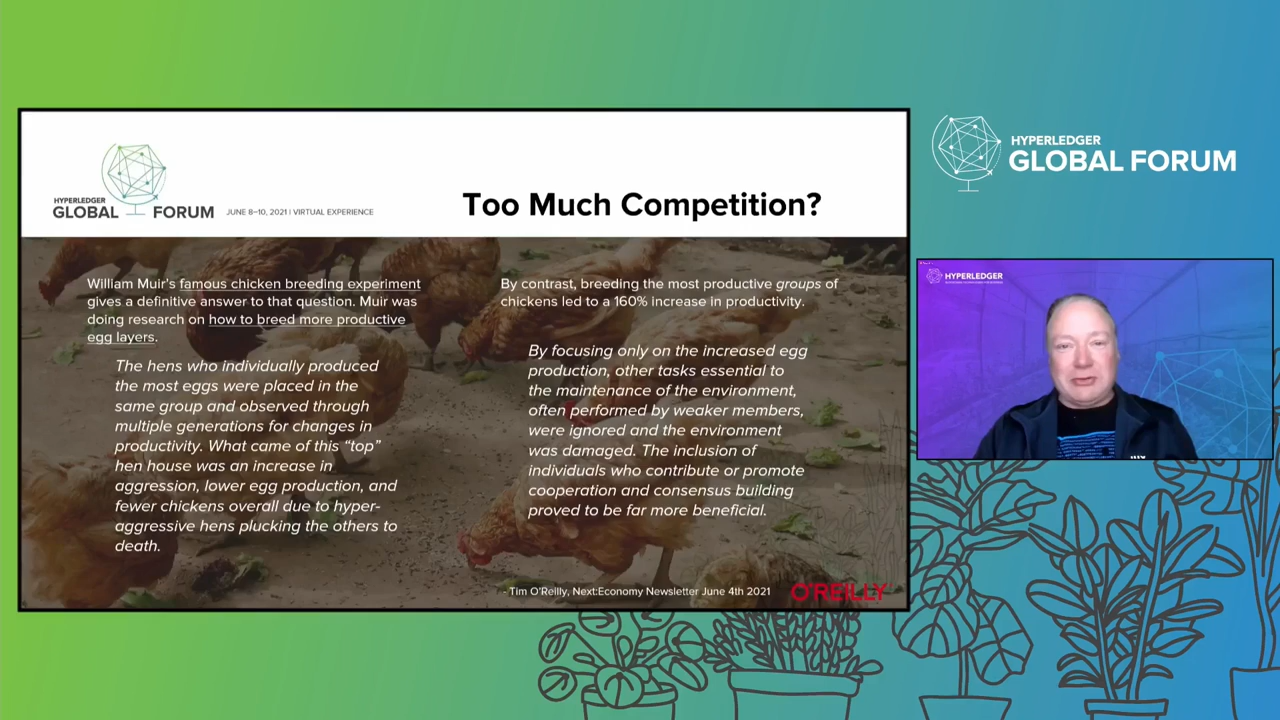 HYPERLEDGER
GLOBAL FORUM
JUNE 8–10, 2021 | VIRTUAL EXPERIENCE
Too Much Competition?
William Muir's famous chicken breeding experiment
gives a definitive answer to that question. Muir was
doing research on how to breed more productive
egg layers.
The hens who individually produced
the most eggs were placed in the
same group and observed through
multiple generations for changes in
productivity. What came of this “top”
hen house was an increase in
aggression, lower egg production, and
fewer chickens overall due to hyper-
aggressive hens plucking the others to
death.
By contrast, breeding the most productive groups of
chickens led to a 160% increase in productivity.
By focusing only on the increased egg
production, other tasks essential to
the maintenance of the environment,
often performed by weaker members,
were ignored and the environment
was damaged. The inclusion of
individuals who contribute or promote
cooperation and consensus building
proved to be far more beneficial.
- Tim O'Reilly, Next:Economy Newsletter June 4th 2021
O'REILLY
HYPERLEDGER
GLOBAL FORUM
HYPERLEDGER